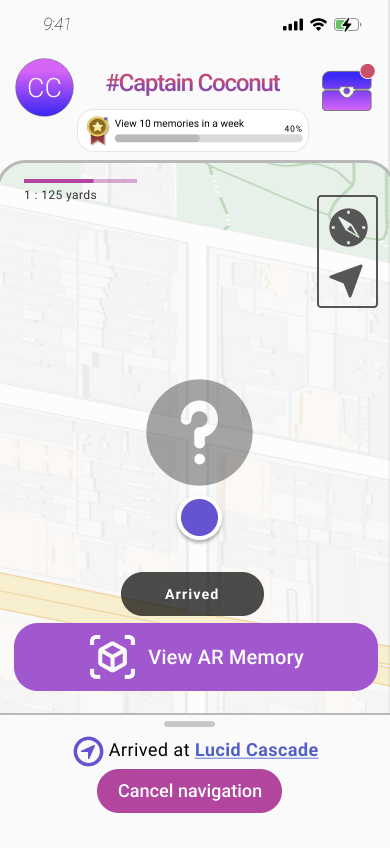 9:41
CC
#Captain Coconut
View 10 memories in a week
40%
1 : 125 yards
?
Arrived
View AR Memory
Arrived at Lucid Cascade
Cancel navigation